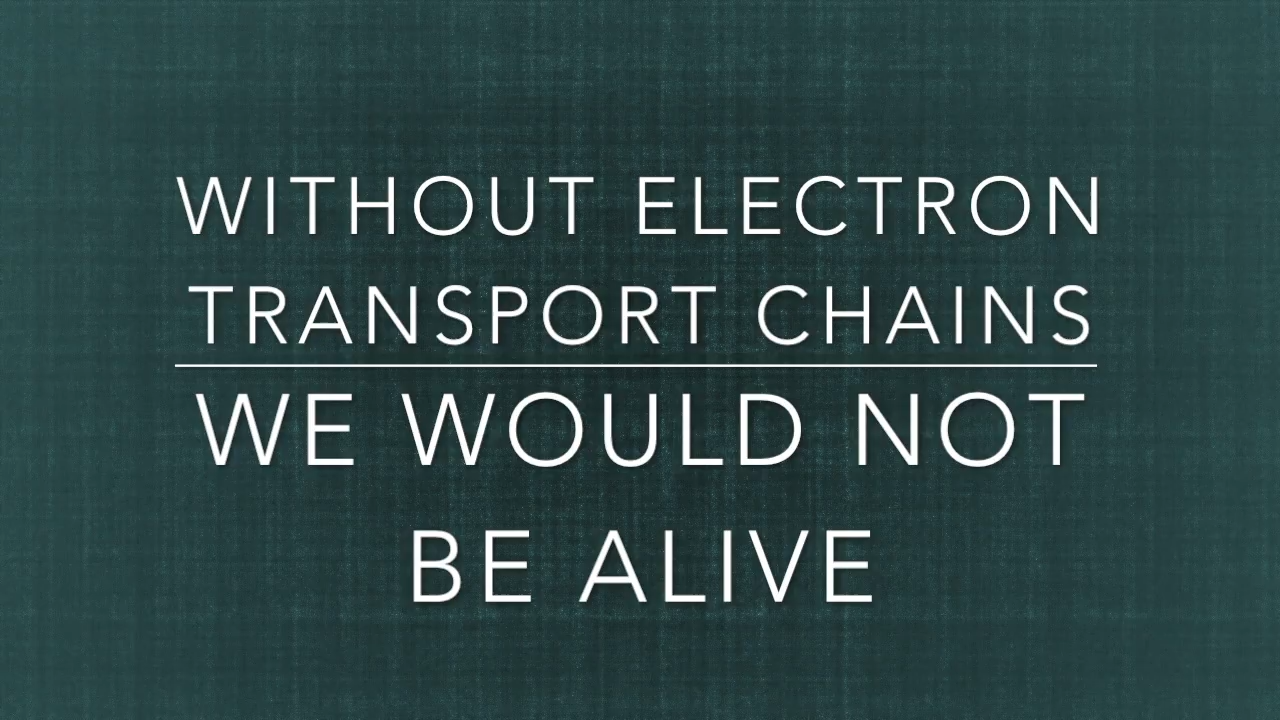 WITHOUT ELECTRON
TRANSPORT CHAINS
WE WOULD NOT
BE ALIVE